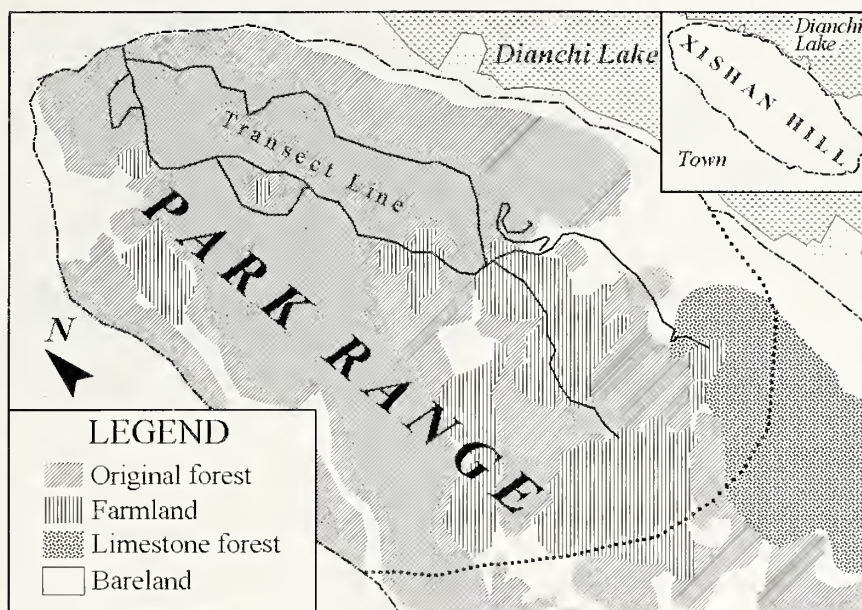 Dianchi Lake
Dianchi
Lake
XISHAN HILL
Town
Transect Line
PARK RANGE
N
LEGEND
Original forest
Farmland
Limestone forest
Bareland